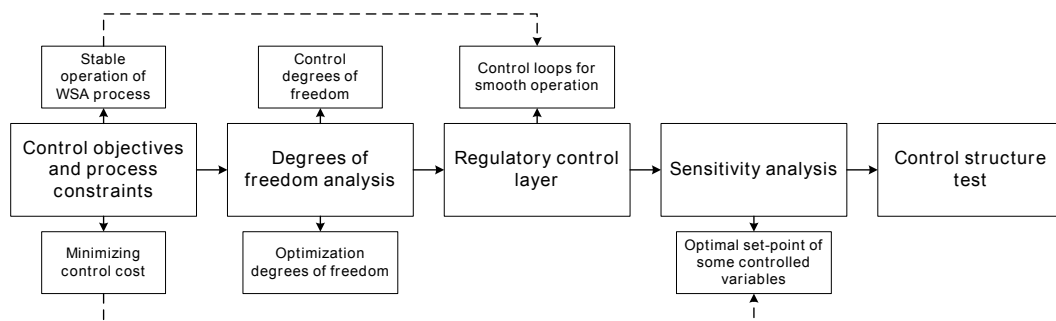 Stable
operation of
WSA process
Control
degrees of
freedom
Control loops for
smooth operation
Control objectives
and process
constraints
Degrees of
freedom analysis
Regulatory control
layer
Sensitivity analysis
Control structure
test
Minimizing
control cost
Optimization
degrees of freedom
Optimal set-point of
some controlled
variables